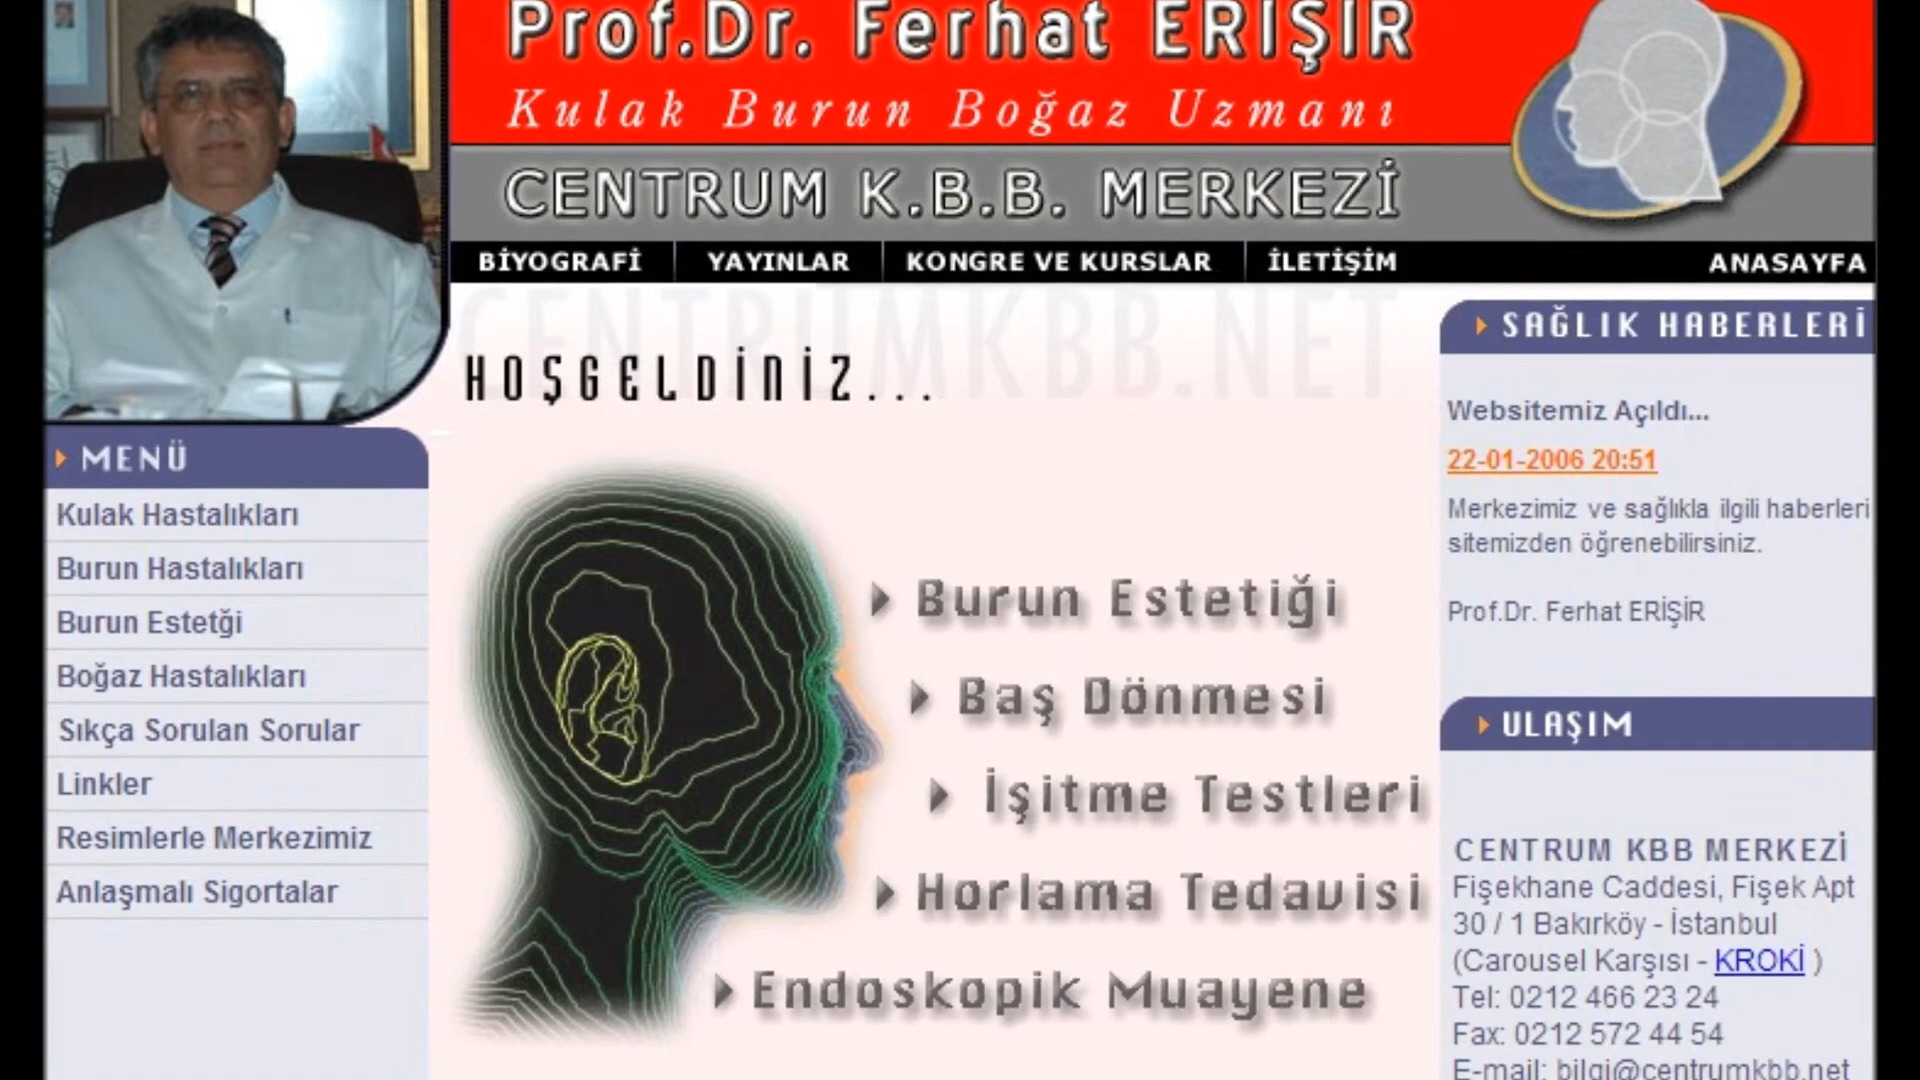 Prof.Dr. Ferhat ERİŞİR
Kulak Burun Boğaz Uzmanı
CENTRUM K.B.B. MERKEZİ
BİYOGRAFİ
YAYINLAR
KONGRE VE KURSLAR
İLETİŞİM
ANASAYFA
CENTRUMKBB.NET
HOŞGELDİNİZ...
MENÜ
Kulak Hastalıkları
Burun Hastalıkları
Burun Estetği
Boğaz Hastalıkları
Sıkça Sorulan Sorular
Linkler
Resimlerle Merkezimiz
Anlaşmalı Sigortalar
Burun Estetiği
Baş Dönmesi
İşitme Testleri
Horlama Tedavisi
Endoskopik Muayene
SAĞLIK HABERLERİ
Websitemiz Açıldı...
22-01-2006 20:51
Merkezimiz ve sağlıkla ilgili haberleri
sitemizden öğrenebilirsiniz.
Prof.Dr. Ferhat ERİŞİR
ULAŞIM
CENTRUM KBB MERKEZİ
Fişekhane Caddesi, Fişek Apt
30 / 1 Bakırköy - İstanbul
(Carousel Karşısı - KROKİ )
Tel: 0212 466 23 24
Fax: 0212 572 44 54
E-mail: bilgi@centrumkbb.net